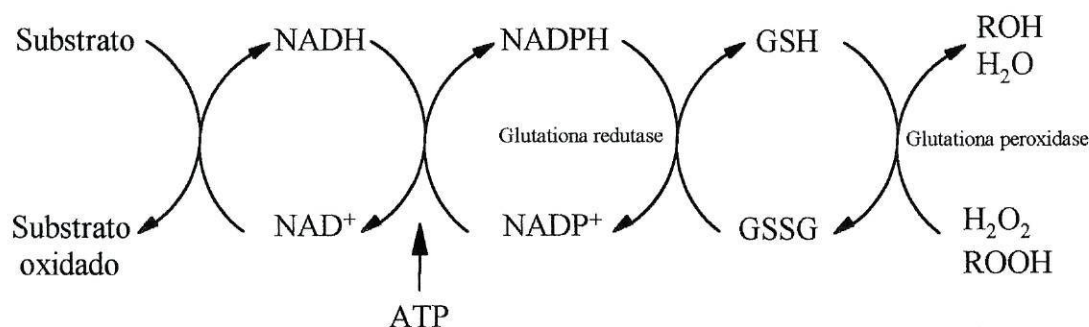 Substrato
NADH
NADPH
GSH
ROH
H₂O
Glutationa redutase
Glutationa peroxidase
Substrato
oxidado
NAD⁺
NADP⁺
GSSG
H₂O₂
ROOH
ATP